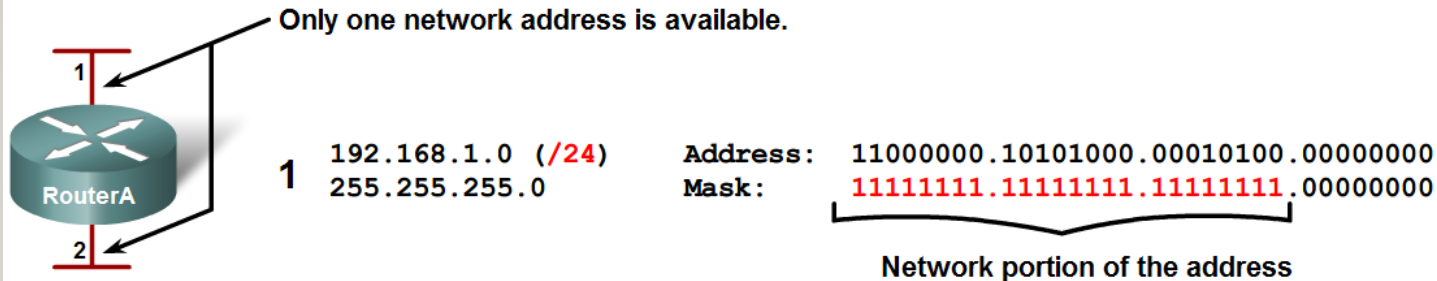 Only one network address is available.
1
RouterA
2
1 192.168.1.0 (/24) Address: 11000000.10101000.00010100.00000000
255.255.255.0 Mask: 11111111.11111111.11111111.00000000
Network portion of the address